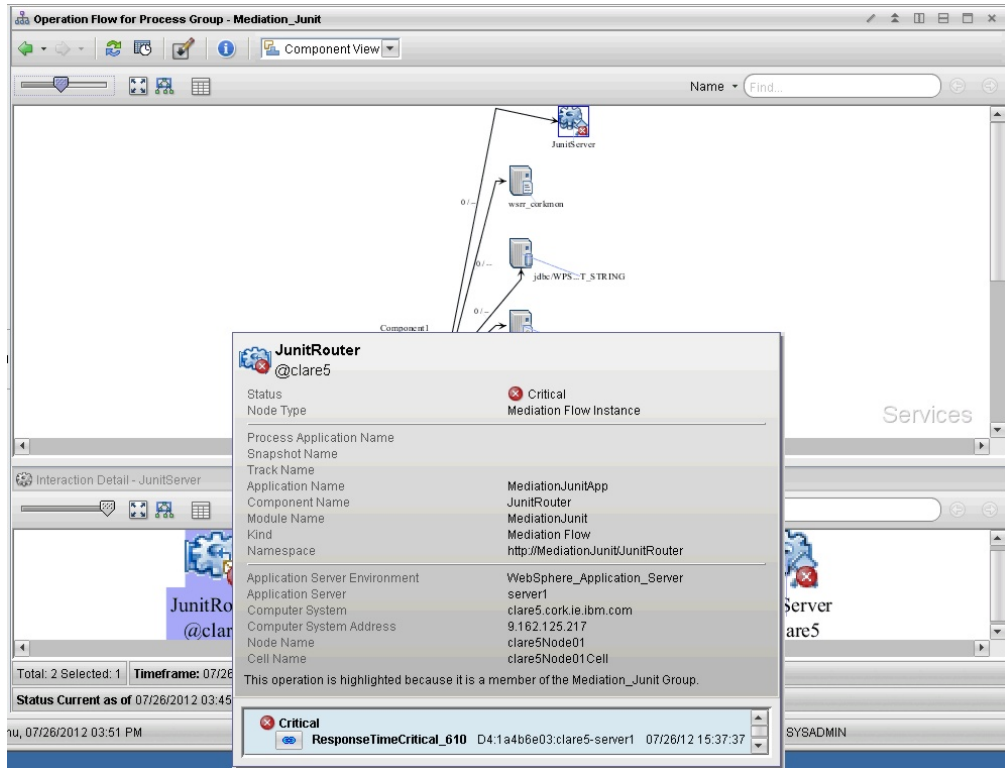 Operation Flow for Process Group - Mediation_Junit
Component View
Name
Find...
JunitServer
0 / --
wsrr_corkmon
0 / --
jdbc/WPS...T_STRING
0 / --
Component1
Services
Interaction Detail - JunitServer
JunitRouter
@clare5
Status Critical
Node Type Mediation Flow Instance
Process Application Name
Snapshot Name
Track Name
Application Name MediationJunitApp
Component Name JunitRouter
Module Name MediationJunit
Kind Mediation Flow
Namespace http://MediationJunit/JunitRouter
Application Server Environment WebSphere_Application_Server
Application Server server1
Computer System clare5.cork.ie.ibm.com
Computer System Address 9.162.125.217
Node Name clare5Node01
Cell Name clare5Node01Cell
This operation is highlighted because it is a member of the Mediation_Junit Group.
Critical
ResponseTimeCritical_610 D4:1a4b6e03:clare5-server1 07/26/12 15:37:37
JunitRo
@clar
Server
are5
Total: 2 Selected: 1 Timeframe: 07/26
Status Current as of 07/26/2012 03:45
hu, 07/26/2012 03:51 PM
SYSADMIN